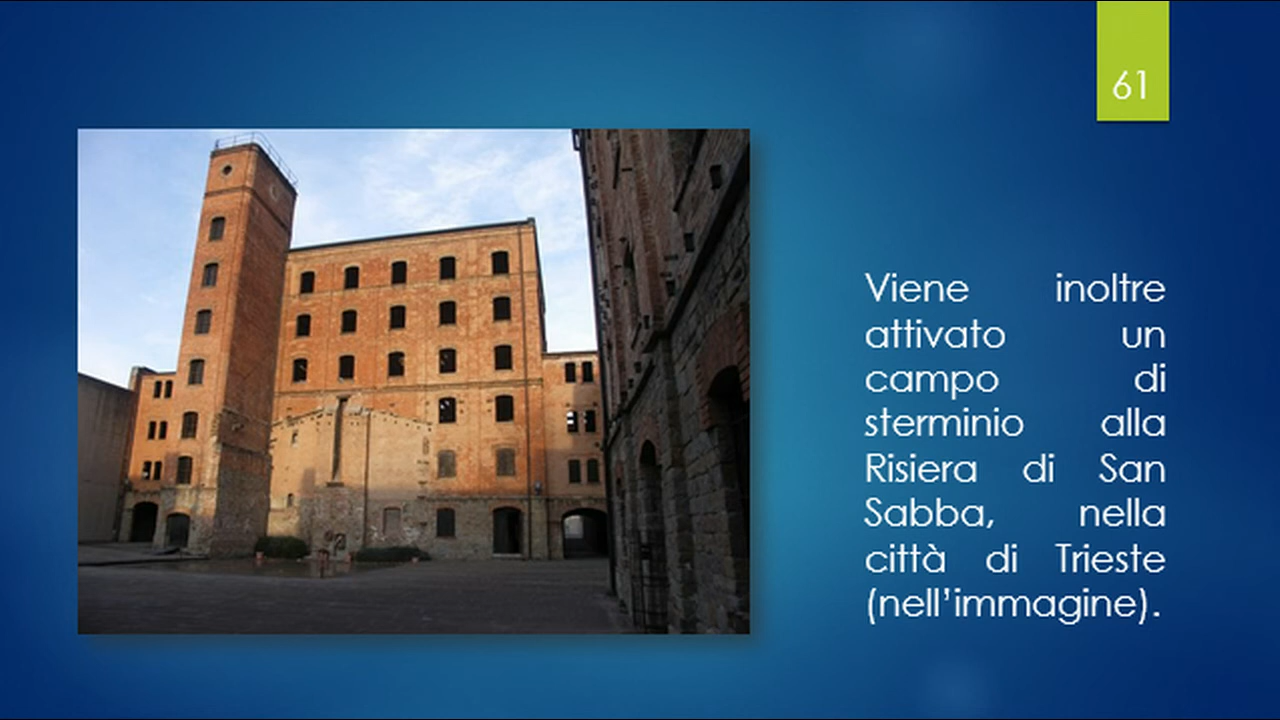 61
Viene inoltre
attivato un
campo di
sterminio alla
Risiera di San
Sabba, nella
città di Trieste
(nell'immagine).